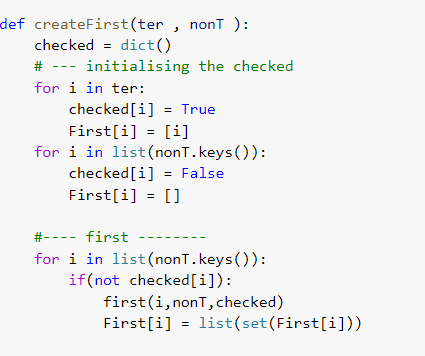 def createFirst(ter , nonT ):
    checked = dict()
    # --- initialising the checked
    for i in ter:
        checked[i] = True
        First[i] = [i]
    for i in list(nonT.keys()):
        checked[i] = False
        First[i] = []

    #---- first --------
    for i in list(nonT.keys()):
        if(not checked[i]):
            first(i,nonT,checked)
            First[i] = list(set(First[i]))